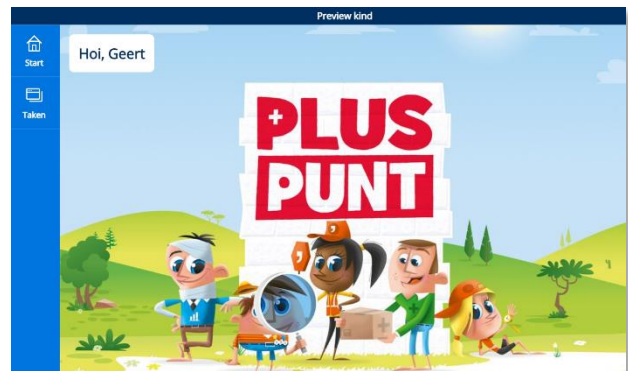 Preview kind
Start
Hoi, Geert
Taken
PLUS
PUNT